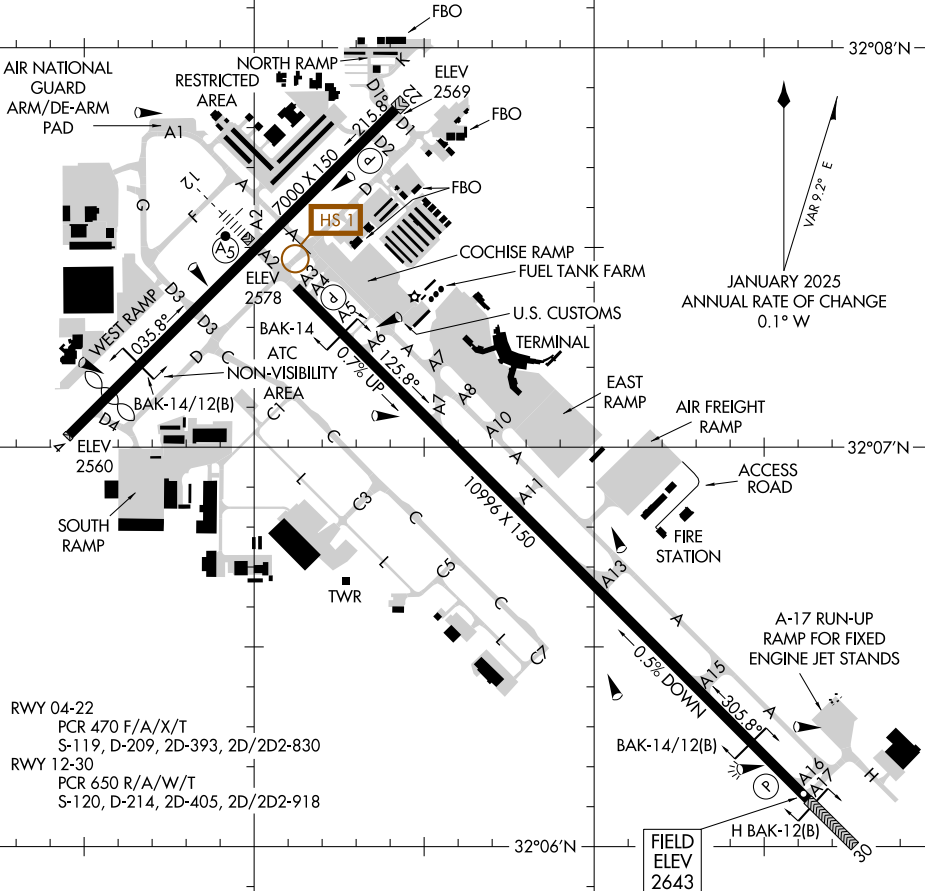 FBO
32°08'N
AIR NATIONAL
GUARD
ARM/DE-ARM
PAD
NORTH RAMP
RESTRICTED
AREA
K
D1
22
ELEV
2569
D1
FBO
A1
215.8°
D2
P
12
A
7000 X 150
D
FBO
G
F
A2
HS 1
VAR 9.2° E
A5
A
A2
ELEV
2578
A3
A4
P
COCHISE RAMP
FUEL TANK FARM
JANUARY 2025
ANNUAL RATE OF CHANGE
0.1° W
D3
WEST RAMP
035.8°
D3
BAK-14
A5
U.S. CUSTOMS
A6
A
TERMINAL
D
C
ATC
NON-VISIBILITY
AREA
0.7% UP
125.8°
A7
A8
A7
EAST
RAMP
BAK-14/12(B)
C1
D4
4
ELEV
2560
C
A10
A
AIR FREIGHT
RAMP
32°07'N
L
A11
10996 X 150
ACCESS
ROAD
C3
C
SOUTH
RAMP
FIRE
STATION
L
C5
TWR
A13
C
L
C7
A
A-17 RUN-UP
RAMP FOR FIXED
ENGINE JET STANDS
0.5% DOWN
A15
305.8°
A
RWY 04-22
PCR 470 F/A/X/T
S-119, D-209, 2D-393, 2D/2D2-830
RWY 12-30
PCR 650 R/A/W/T
S-120, D-214, 2D-405, 2D/2D2-918
BAK-14/12(B)
P
A16
A17
H
H BAK-12(B)
30
32°06'N
FIELD
ELEV
2643